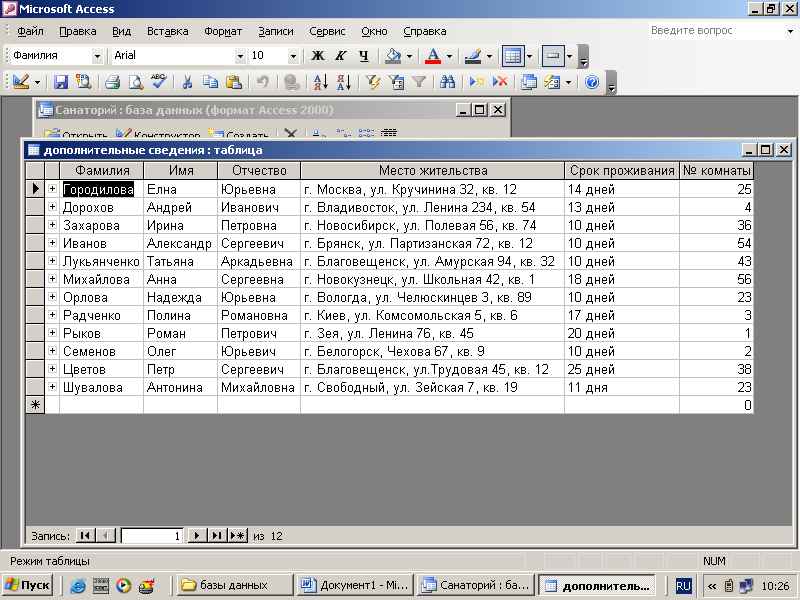 Microsoft Access
Файл Правка Вид Вставка Формат Записи Сервис Окно Справка Введите вопрос
Фамилия Arial 10 Ж К Ч
Санаторий : база данных (формат Access 2000)
Открыть Конструктор Создать
дополнительные сведения : таблица
Фамилия Имя Отчество Место жительства Срок проживания № комнаты
Городилова Елна Юрьевна г. Москва, ул. Кручинина 32, кв. 12 14 дней 25
Дорохов Андрей Иванович г. Владивосток, ул. Ленина 234, кв. 54 13 дней 4
Захарова Ирина Петровна г. Новосибирск, ул. Полевая 56, кв. 74 10 дней 36
Иванов Александр Сергеевич г. Брянск, ул. Партизанская 72, кв. 12 10 дней 54
Лукьянченко Татьяна Аркадьевна г. Благовещенск, ул. Амурская 94, кв. 32 10 дней 43
Михайлова Анна Сергеевна г. Новокузнецк, ул. Школьная 42, кв. 1 18 дней 56
Орлова Надежда Юрьевна г. Вологда, ул. Челюскинцев 3, кв. 89 10 дней 23
Радченко Полина Романовна г. Киев, ул. Комсомольская 5, кв. 6 17 дней 3
Рыков Роман Петрович г. Зея, ул. Ленина 76, кв. 45 20 дней 1
Семенов Олег Юрьевич г. Белогорск, Чехова 67, кв. 9 10 дней 2
Цветов Петр Сергеевич г. Благовещенск, ул.Трудовая 45, кв. 12 25 дней 38
Шувалова Антонина Михайловна г. Свободный, ул. Зейская 7, кв. 19 11 дня 23
0
Запись: 1 из 12
Режим таблицы NUM
Пуск базы данных Документ1 - Mi... Санаторий : ба... дополнитель... RU 10:26